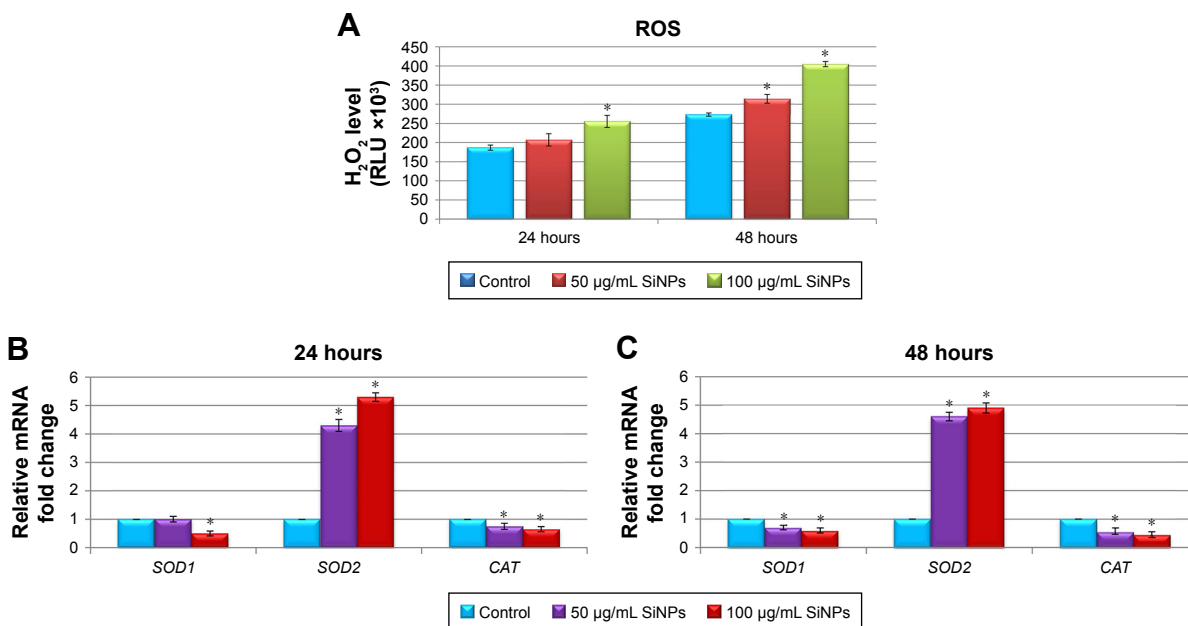 A
ROS
H₂O₂ level
(RLU ×10³)
450
400
350
300
250
200
150
100
50
0
*
*
*
24 hours
48 hours
Control
50 µg/mL SiNPs
100 µg/mL SiNPs
B
24 hours
Relative mRNA
fold change
6
5
4
3
2
1
0
*
*
*
*
*
SOD1
SOD2
CAT
C
48 hours
Relative mRNA
fold change
6
5
4
3
2
1
0
*
*
*
*
*
*
SOD1
SOD2
CAT
Control
50 µg/mL SiNPs
100 µg/mL SiNPs